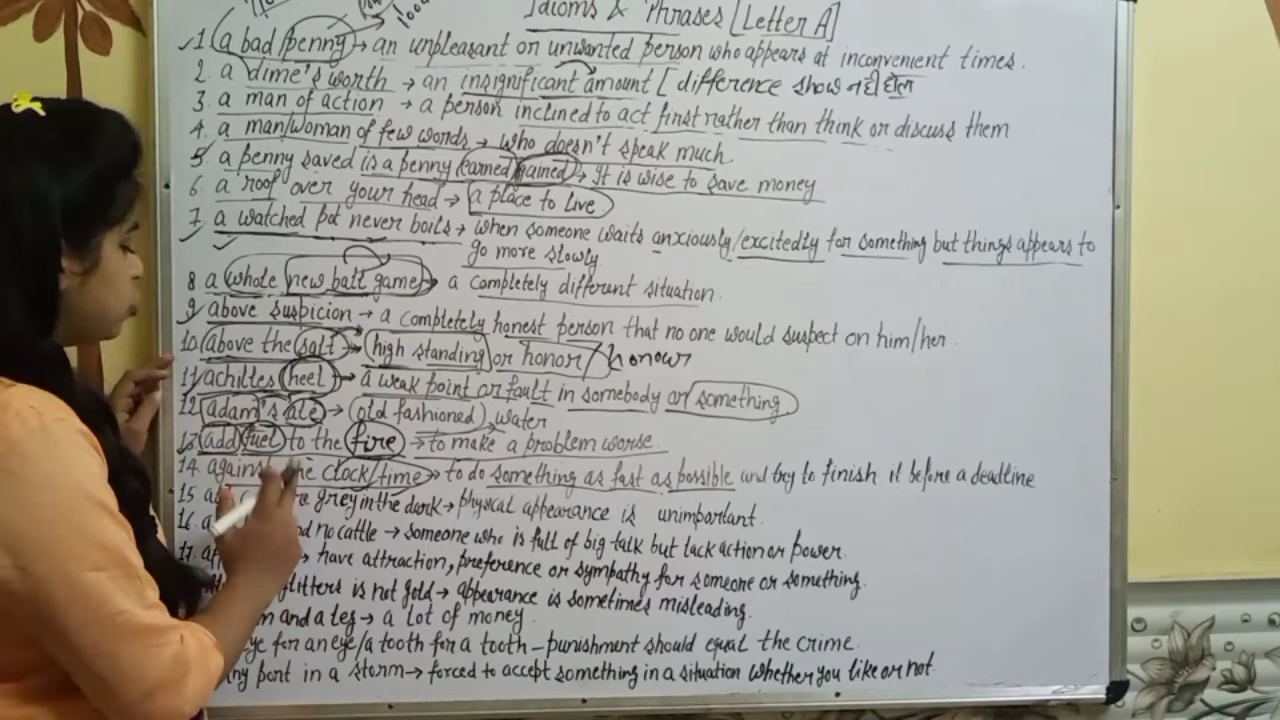 1000
Idioms & Phrases [Letter A]
1. a bad penny → an unpleasant or unwanted person who appears at inconvenient times.
2. a dime's worth → an insignificant amount [ difference show नही होल
3. a man of action → a person inclined to act first rather than think or discuss them
4. a man/woman of few words → who doesn't speak much
5. a penny saved is a penny (earned) gained → It is wise to save money
6 a roof over your head → a place to live
7 a watched pot never boils → when someone waits anxiously/excitedly for something but things appears to
go more slowly
8 a whole new ball game → a completely different situation.
9 above suspicion → a completely honest person that no one would suspect on him/her.
10 above the salt → high standing or honor/honour
11 achilles heel → a weak point or fault in somebody or something
12 adam's ale → old fashioned, water
13 add fuel to the fire → to make a problem worse.
14. against the clock/time → to do something as fast as possible and try to finish it before a deadline
15 grey in the dark → physical appearance is unimportant.
16. no cattle → someone who is full of big talk but lack action or power.
17. → have attraction, preference or sympathy for someone or something.
glitters is not gold → appearance is sometimes misleading.
and a leg → a lot of money.
eye for an eye/a tooth for a tooth – punishment should equal the crime.
any port in a storm → forced to accept something in a situation whether you like or not.